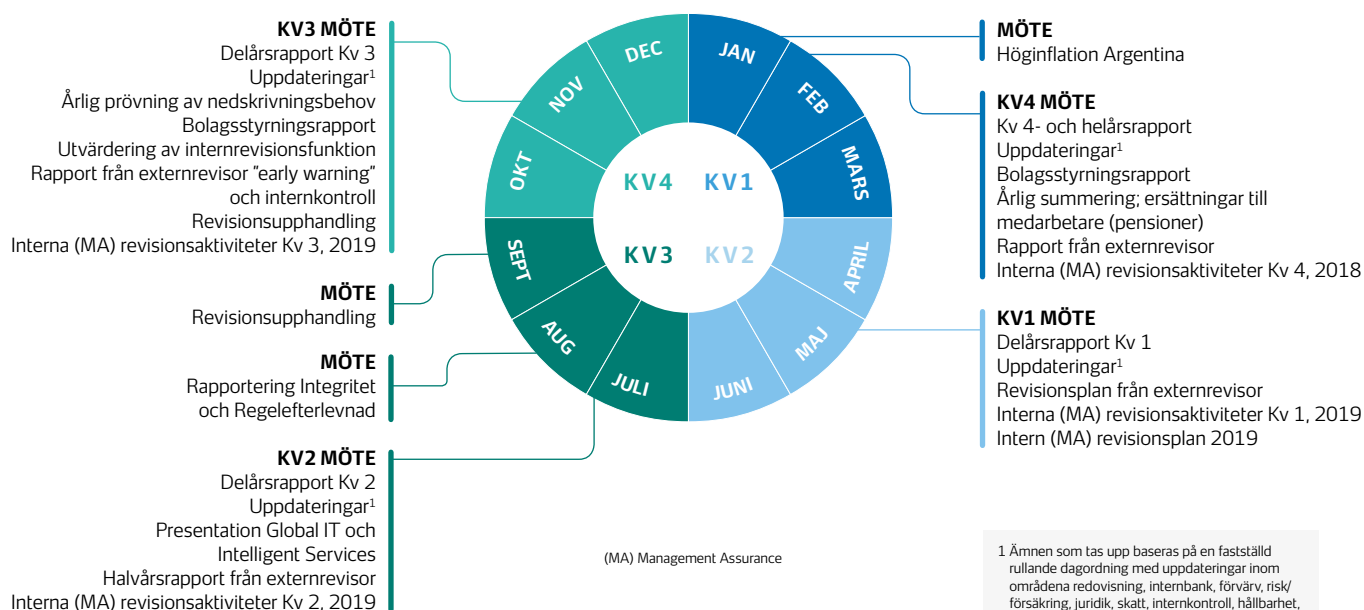 KV3 MÖTE
Delårsrapport Kv 3
Uppdateringar¹
Årlig prövning av nedskrivningsbehov
Bolagsstyrningsrapport
Utvärdering av internrevisionsfunktion
Rapport från externrevisor ”early warning”
och internkontroll
Revisionsupphandling
Interna (MA) revisionsaktiviteter Kv 3, 2019
MÖTE
Revisionsupphandling
MÖTE
Rapportering Integritet
och Regelefterlevnad
KV2 MÖTE
Delårsrapport Kv 2
Uppdateringar¹
Presentation Global IT och
Intelligent Services
Halvårsrapport från externrevisor
Interna (MA) revisionsaktiviteter Kv 2, 2019
JAN
FEB
MARS
APRIL
MAJ
JUNI
JULI
AUG
SEPT
OKT
NOV
DEC
KV4
KV1
KV3
KV2
(MA) Management Assurance
MÖTE
Höginflation Argentina
KV4 MÖTE
Kv 4- och helårsrapport
Uppdateringar¹
Bolagsstyrningsrapport
Årlig summering; ersättningar till
medarbetare (pensioner)
Rapport från externrevisor
Interna (MA) revisionsaktiviteter Kv 4, 2018
KV1 MÖTE
Delårsrapport Kv 1
Uppdateringar¹
Revisionsplan från externrevisor
Interna (MA) revisionsaktiviteter Kv 1, 2019
Intern (MA) revisionsplan 2019
1 Ämnen som tas upp baseras på en fastställd
rullande dagordning med uppdateringar inom
områdena redovisning, internbank, förvärv, risk/
försäkring, juridik, skatt, internkontroll, hållbarhet,